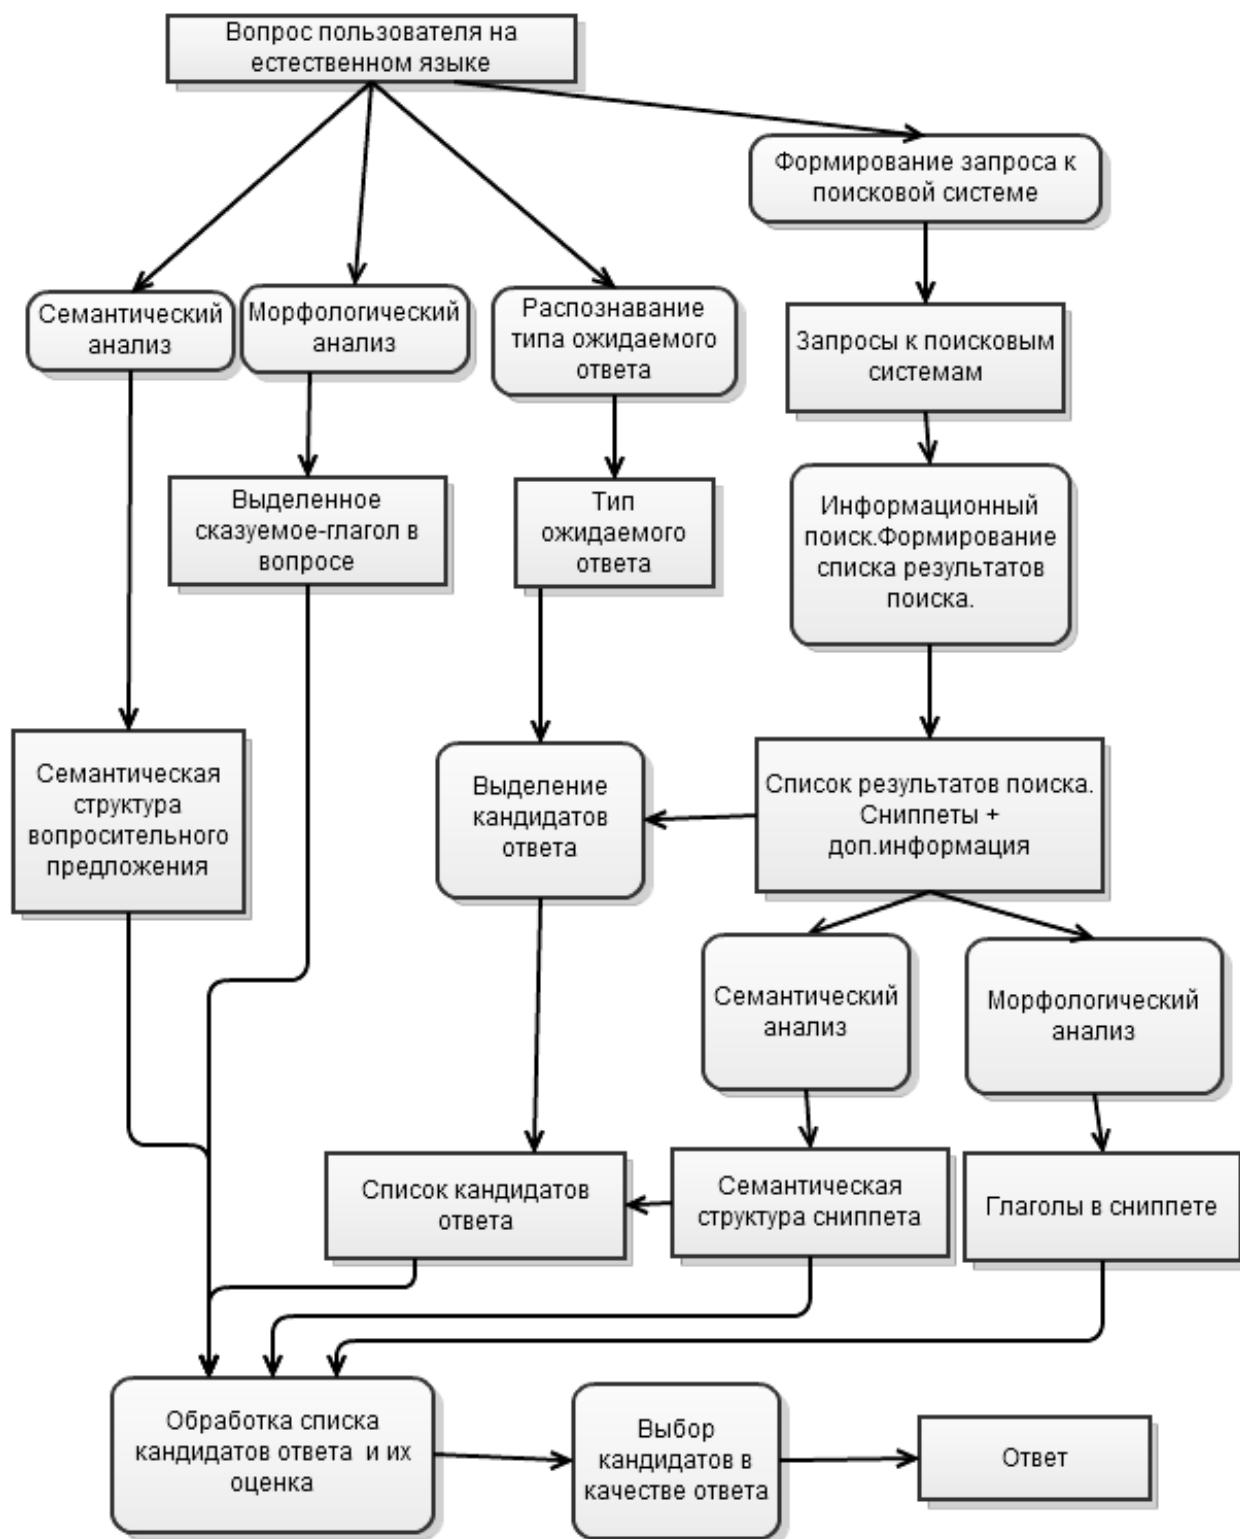 Вопрос пользователя на
естественном языке
Формирование запроса к
поисковой системе
Семантический
анализ
Морфологический
анализ
Распознавание
типа ожидаемого
ответа
Запросы к поисковым
системам
Выделенное
сказуемое-глагол в
вопросе
Тип
ожидаемого
ответа
Информационный
поиск.Формирование
списка результатов
поиска.
Семантическая
структура
вопросительного
предложения
Выделение
кандидатов
ответа
Список результатов поиска.
Сниппеты +
доп.информация
Семантический
анализ
Морфологический
анализ
Список кандидатов
ответа
Семантическая
структура сниппета
Глаголы в сниппете
Обработка списка
кандидатов ответа и их
оценка
Выбор
кандидатов в
качестве ответа
Ответ